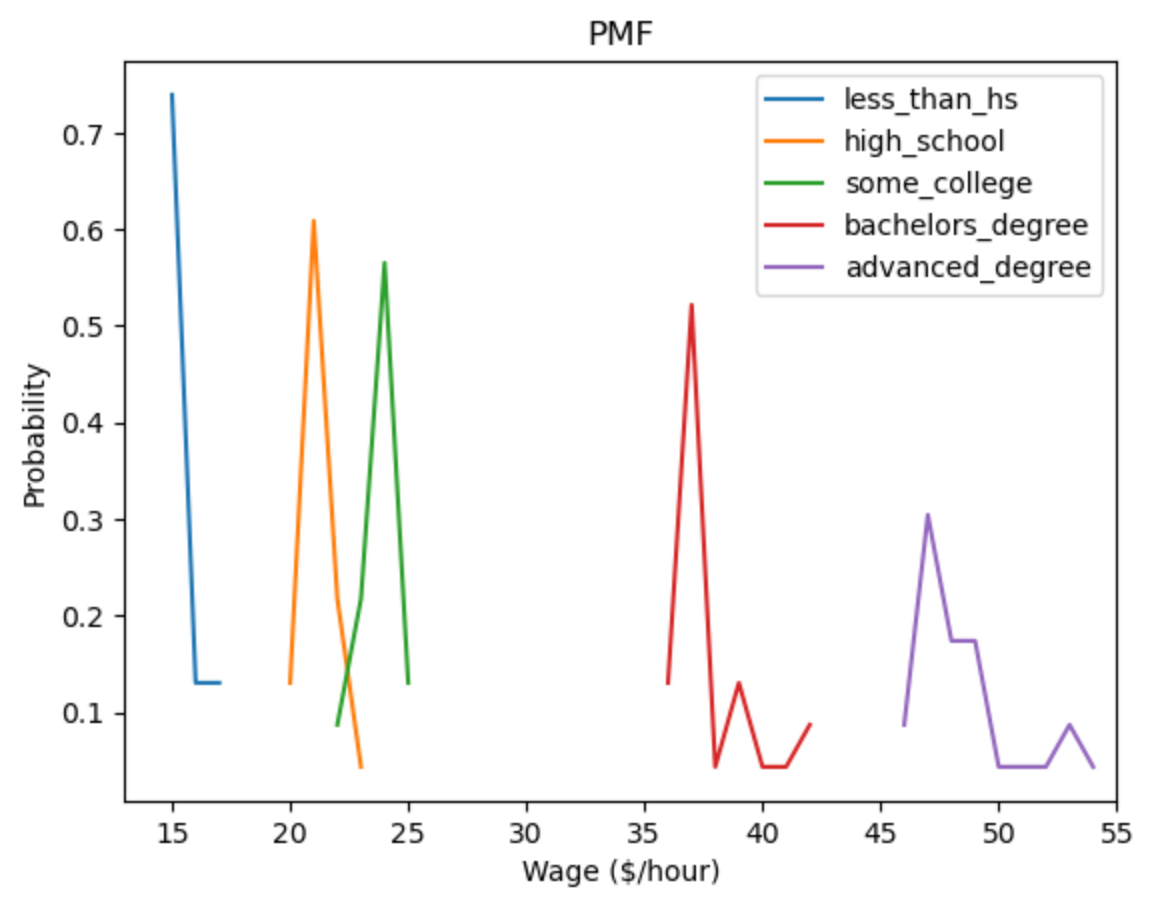 PMF
less_than_hs
high_school
some_college
bachelors_degree
advanced_degree
Probability
0.7
0.6
0.5
0.4
0.3
0.2
0.1
15 20 25 30 35 40 45 50 55
Wage ($/hour)